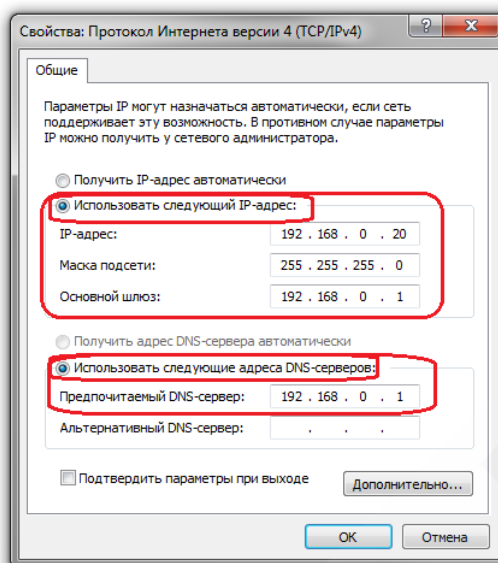 Свойства: Протокол Интернета версии 4 (TCP/IPv4)
Общие
Параметры IP могут назначаться автоматически, если сеть
поддерживает эту возможность. В противном случае параметры
IP можно получить у сетевого администратора.
Получить IP-адрес автоматически
Использовать следующий IP-адрес:
IP-адрес: 192 . 168 . 0 . 20
Маска подсети: 255 . 255 . 255 . 0
Основной шлюз: 192 . 168 . 0 . 1
Получить адрес DNS-сервера автоматически
Использовать следующие адреса DNS-серверов:
Предпочитаемый DNS-сервер: 192 . 168 . 0 . 1
Альтернативный DNS-сервер: . . .
Подтвердить параметры при выходе
Дополнительно...
OK Отмена